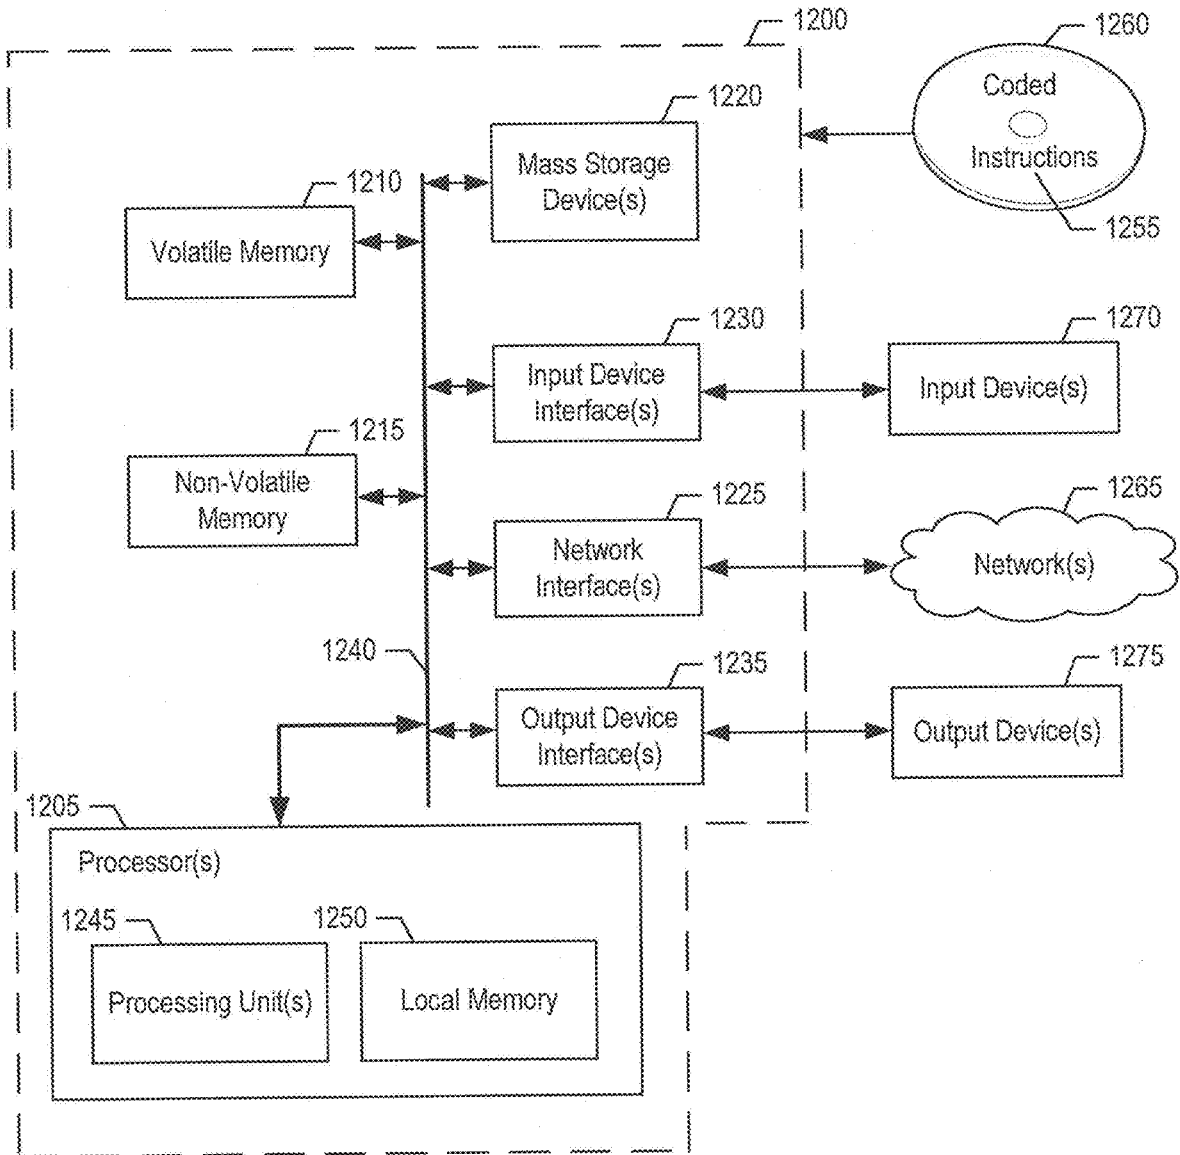 1200
1260
Coded
Instructions
1255
1220
Mass Storage
Device(s)
1210
Volatile Memory
1230
Input Device
Interface(s)
1270
Input Device(s)
1215
Non-Volatile
Memory
1225
Network
Interface(s)
1265
Network(s)
1240
1235
Output Device
Interface(s)
1275
Output Device(s)
1205
Processor(s)
1245
Processing Unit(s)
1250
Local Memory